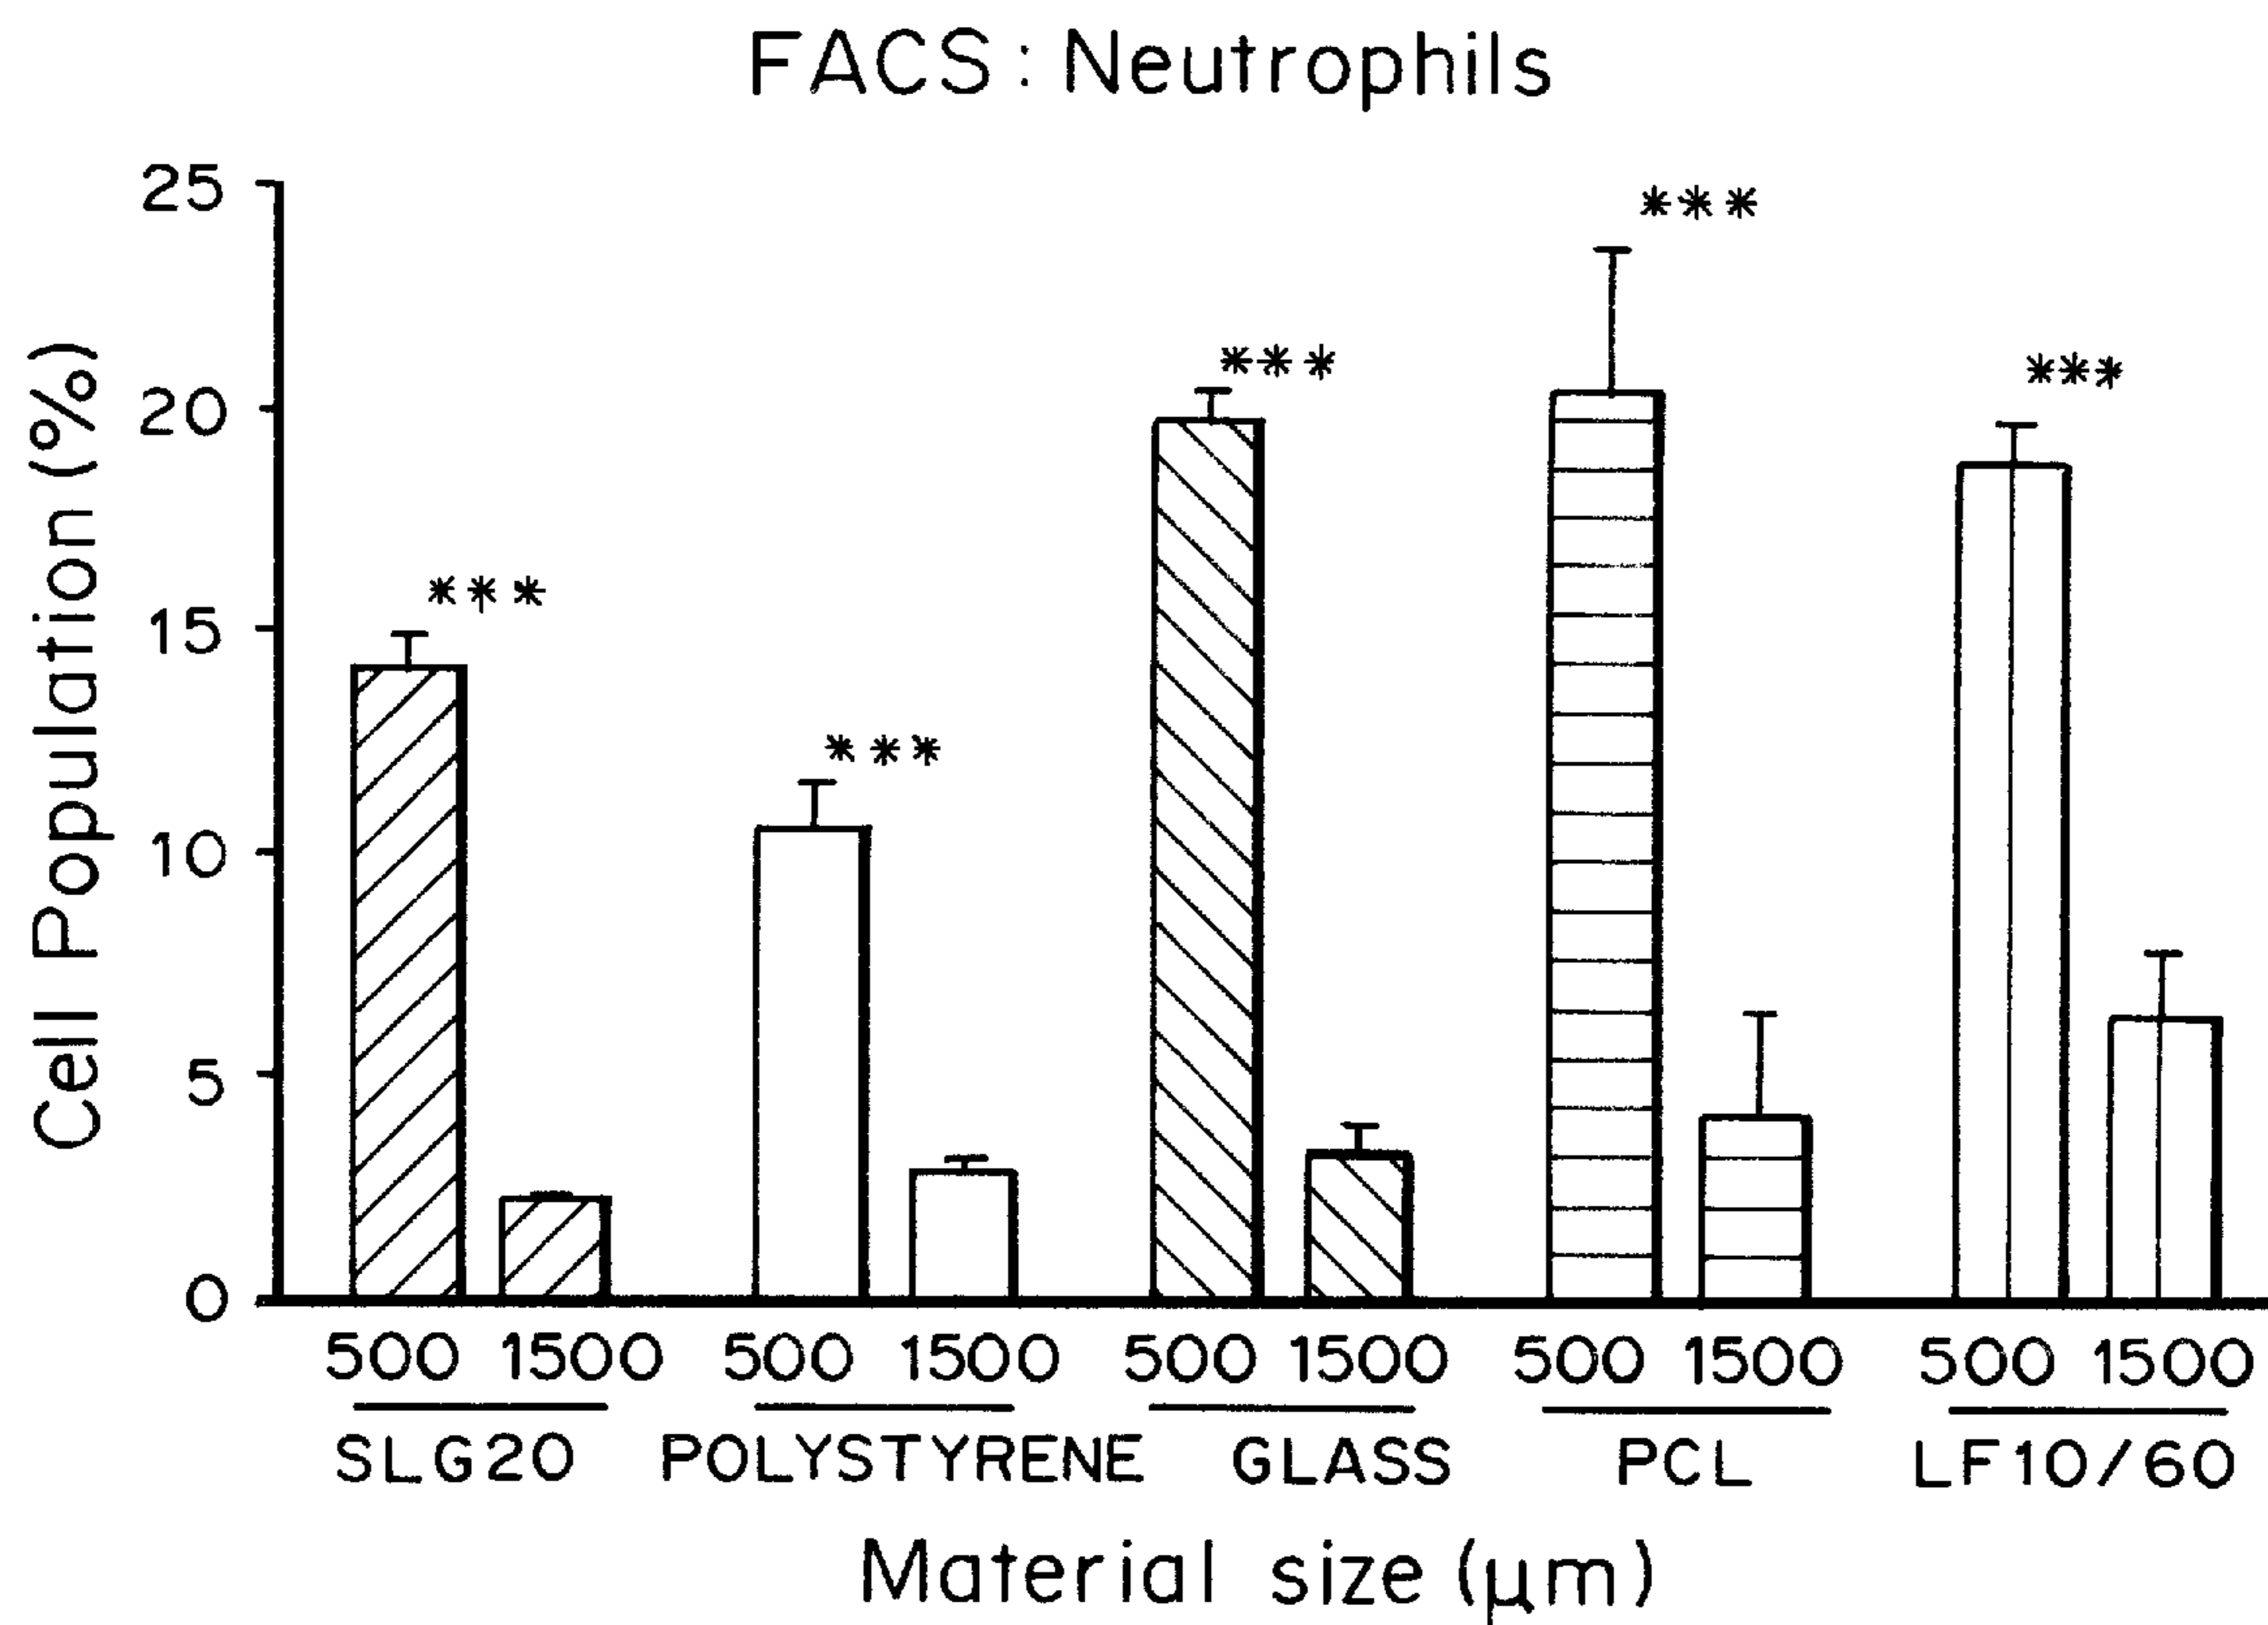 FACS: Neutrophils
Cell Population (%)
25
20
15
10
5
0
***
***
***
***
***
500 1500 500 1500 500 1500 500 1500 500 1500
SLG20 POLYSTYRENE GLASS PCL LF10/60
Material size (μm)